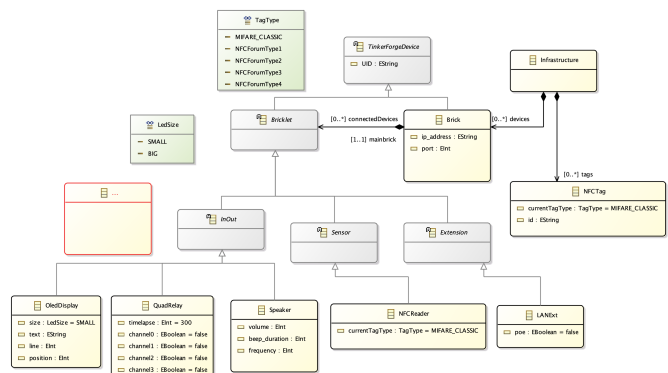 TagType
MIFARE_CLASSIC
NFCForumType1
NFCForumType2
NFCForumType3
NFCForumType4
TinkerForgeDevice
UID : EString
Infrastructure
LedSize
SMALL
BIG
Bricklet
[0..*] connectedDevices
[1..1] mainbrick
Brick
ip_address : EString
port : EInt
[0..*] devices
[0..*] tags
NFCTag
currentTagType : TagType = MIFARE_CLASSIC
id : EString
...
InOut
Sensor
Extension
OledDisplay
size : LedSize = SMALL
text : EString
line : EInt
position : EInt
QuadRelay
timelapse : EInt = 300
channel0 : EBoolean = false
channel1 : EBoolean = false
channel2 : EBoolean = false
channel3 : EBoolean = false
Speaker
volume : EInt
beep_duration : EInt
frequency : EInt
NFCReader
currentTagType : TagType = MIFARE_CLASSIC
LANExt
poe : EBoolean = false